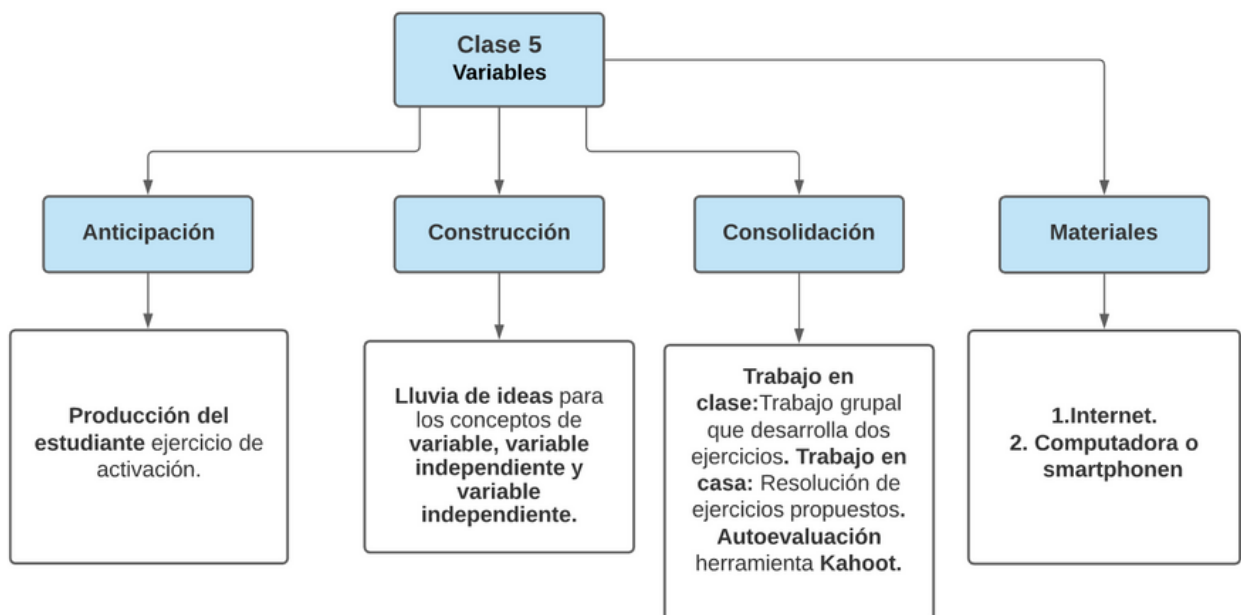 Clase 5
Variables
Anticipación
Construcción
Consolidación
Materiales
Producción del
estudiante ejercicio de
activación.
Lluvia de ideas para
los conceptos de
variable, variable
independiente y
variable
independiente.
Trabajo en
clase:Trabajo grupal
que desarrolla dos
ejercicios. Trabajo en
casa: Resolución de
ejercicios propuestos.
Autoevaluación
herramienta Kahoot.
1.Internet.
2. Computadora o
smartphonen